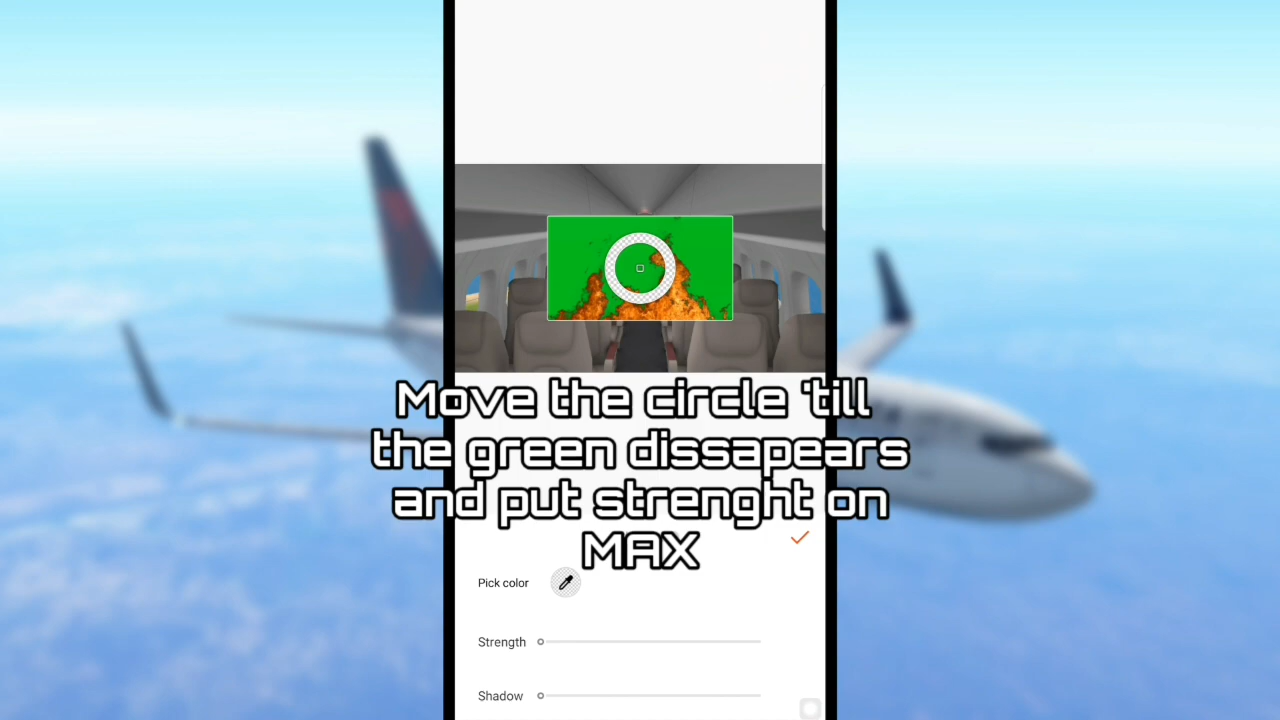 Move the circle 'till
the green dissapears
and put strenght on
MAX
Pick color
Strength
Shadow